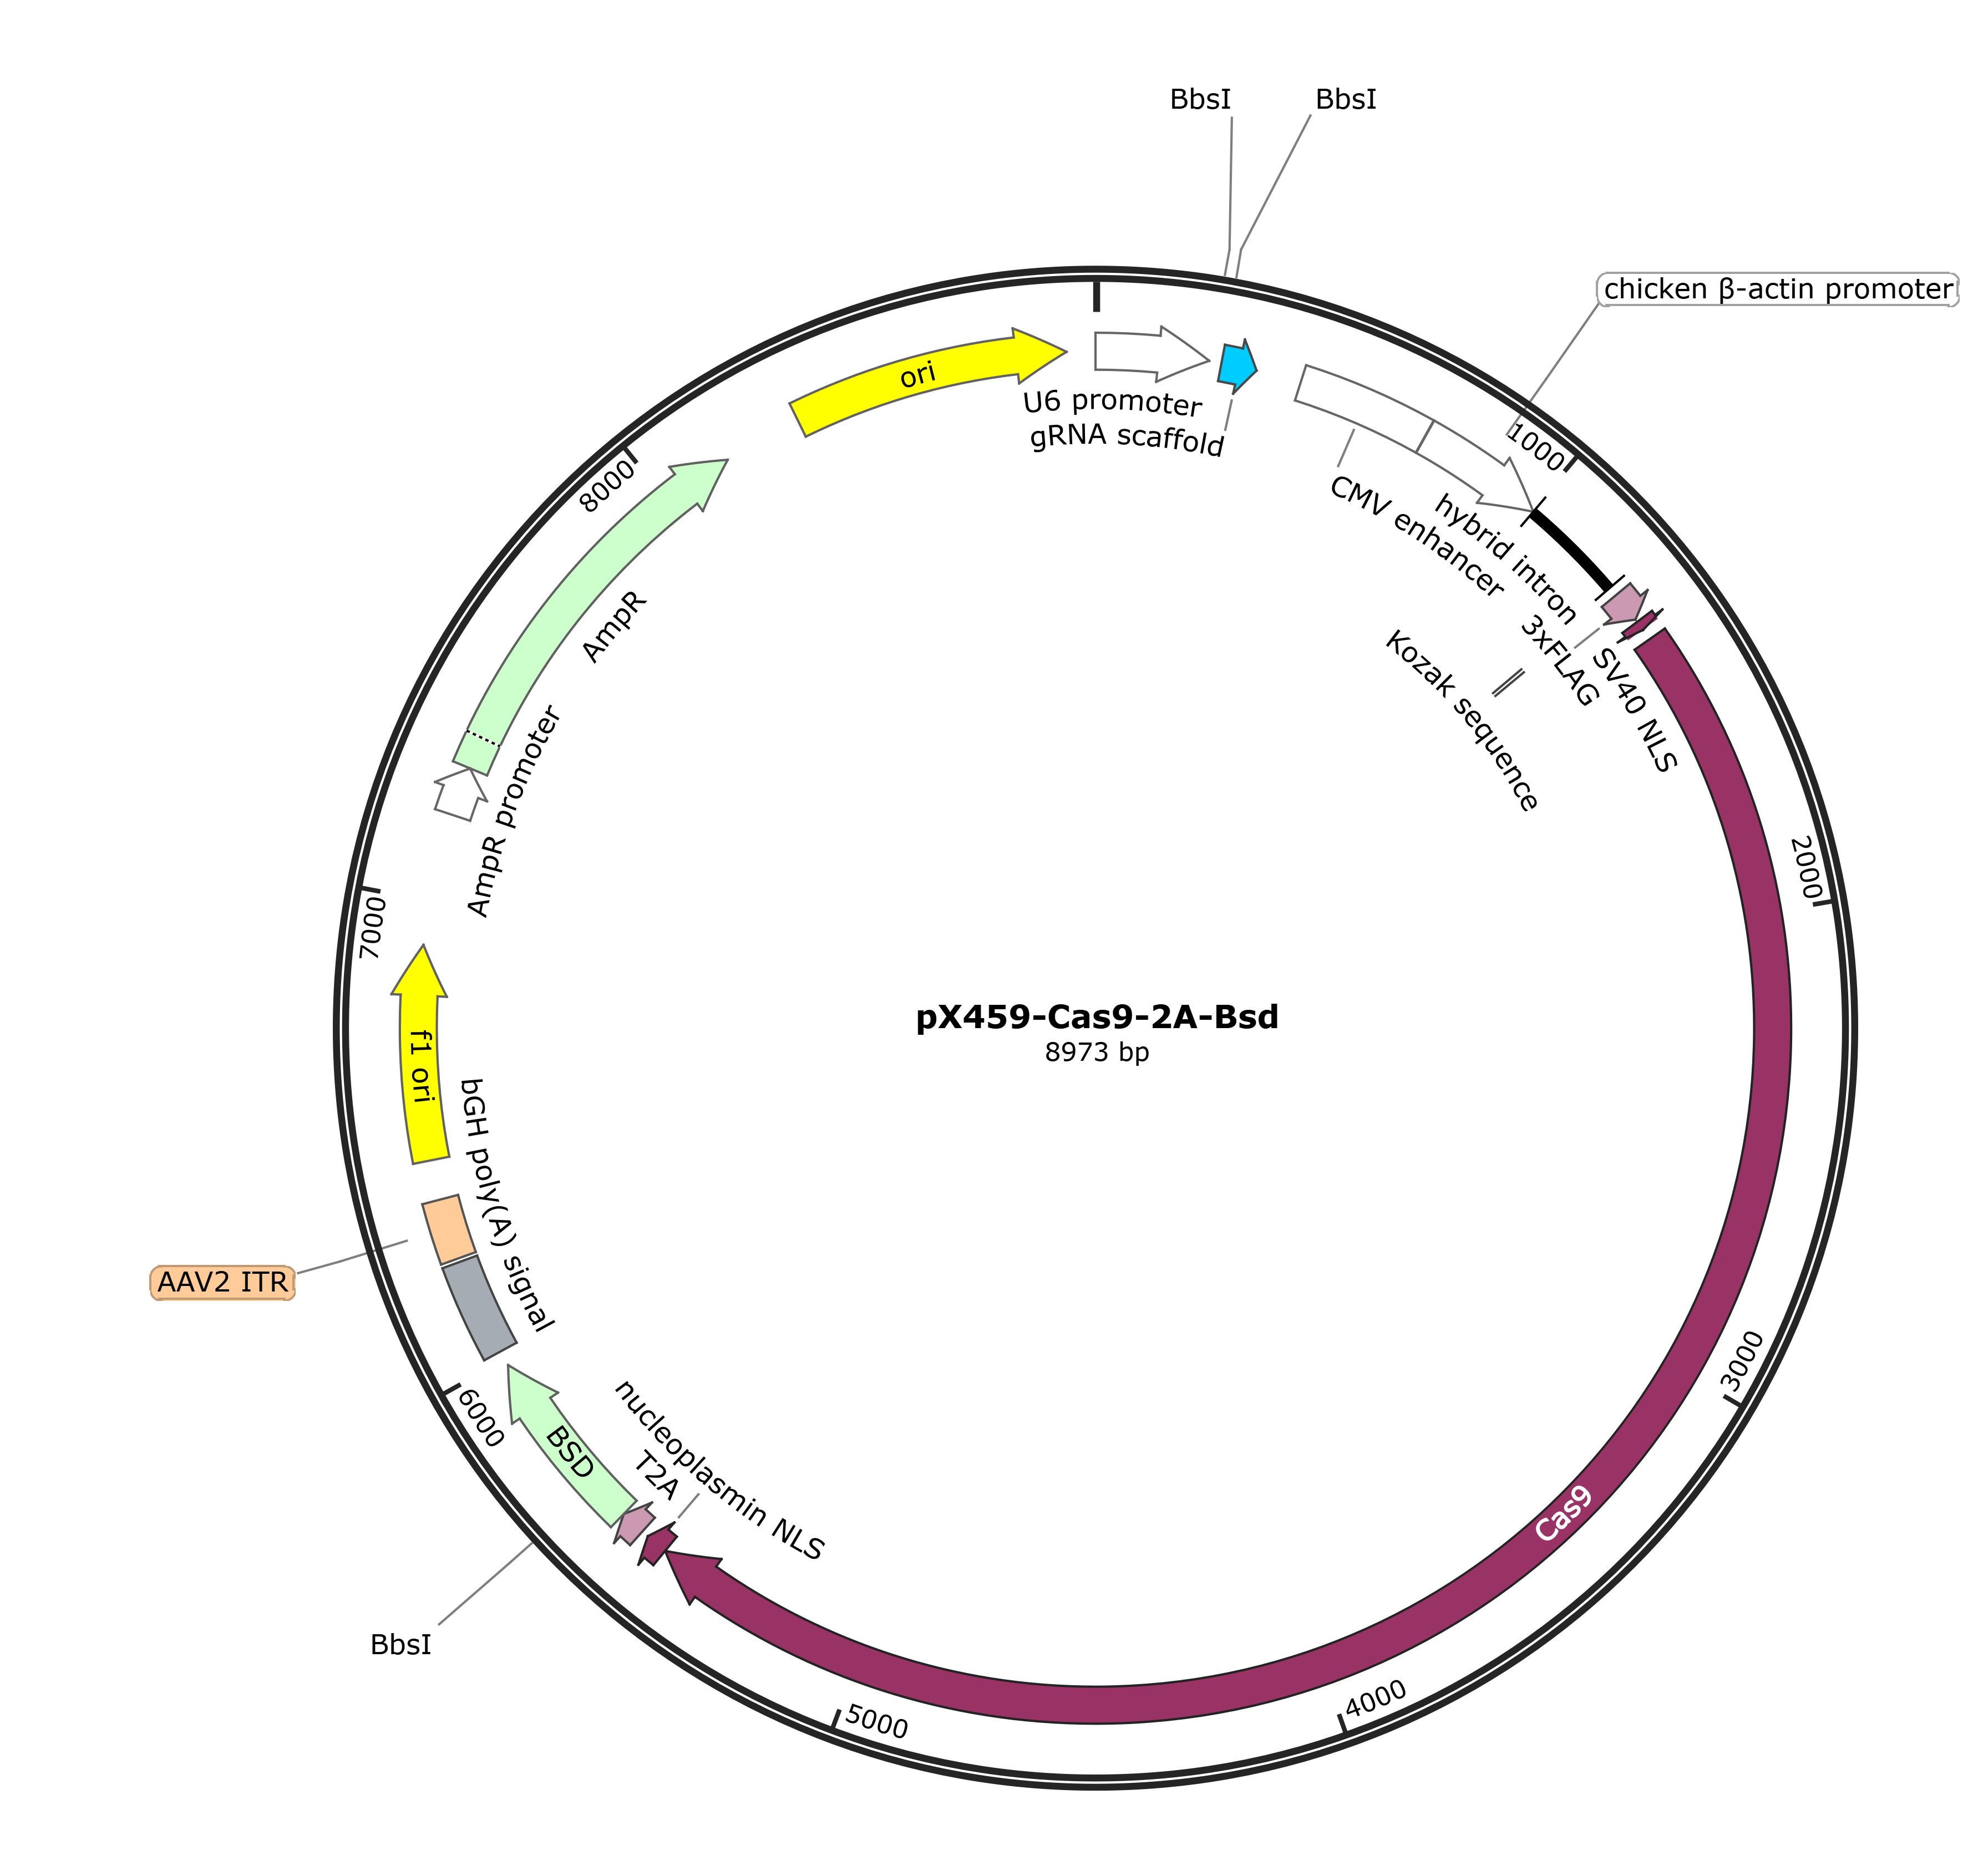 BbsI
BbsI
chicken β-actin promoter
1000
ori
U6 promoter
gRNA scaffold
CMV enhancer
hybrid intron
3xFLAG
SV40 NLS
Kozak sequence
2000
3000
Cas9
4000
5000
nucleoplasmin NLS
T2A
BSD
BbsI
6000
bGH poly(A) signal
AAV2 ITR
f1 ori
7000
AmpR promoter
AmpR
8000
pX459-Cas9-2A-Bsd
8973 bp